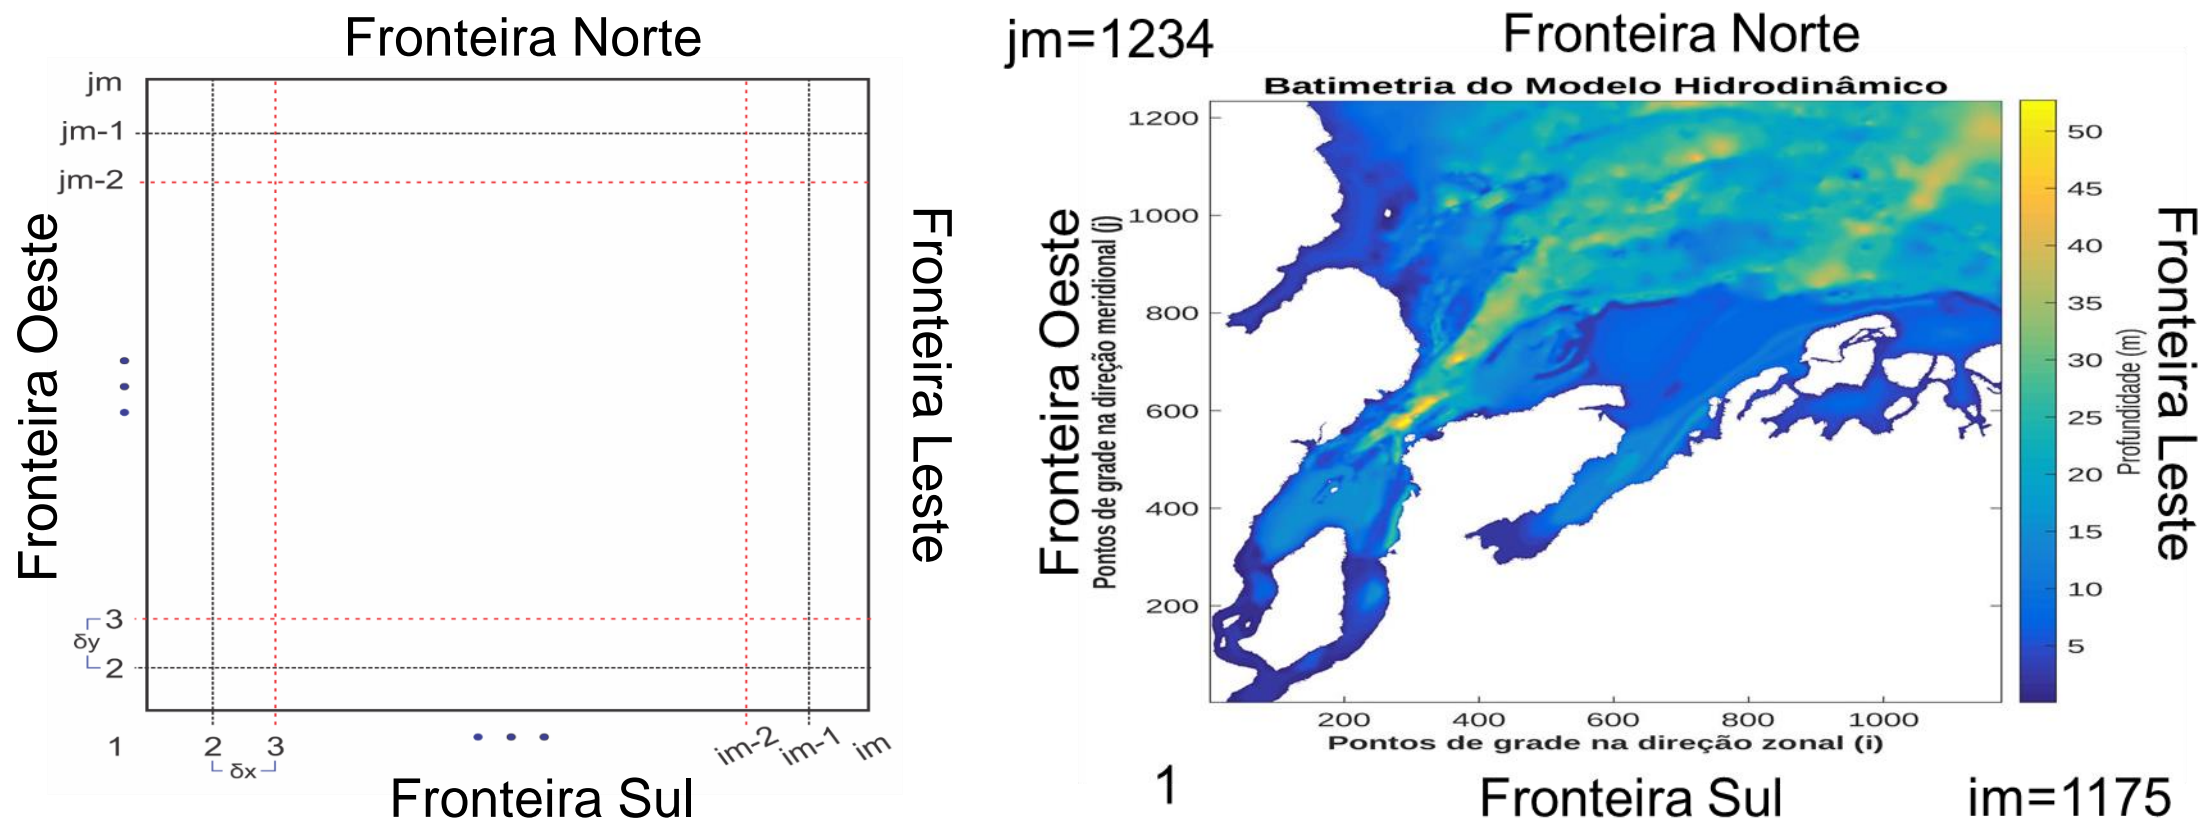 Fronteira Norte
jm
jm-1
jm-2
Fronteira Oeste
Fronteira Leste
3
δy
2
1
2
3
im-2
im-1
im
δx
Fronteira Sul
jm=1234
Fronteira Norte
Batimetria do Modelo Hidrodinâmico
Fronteira Oeste
Pontos de grade na direção meridional (j)
1200
1000
800
600
400
200
200
400
600
800
1000
Pontos de grade na direção zonal (i)
50
45
40
35
30
25
20
15
10
5
Profundidade (m)
Fronteira Leste
1
Fronteira Sul
im=1175